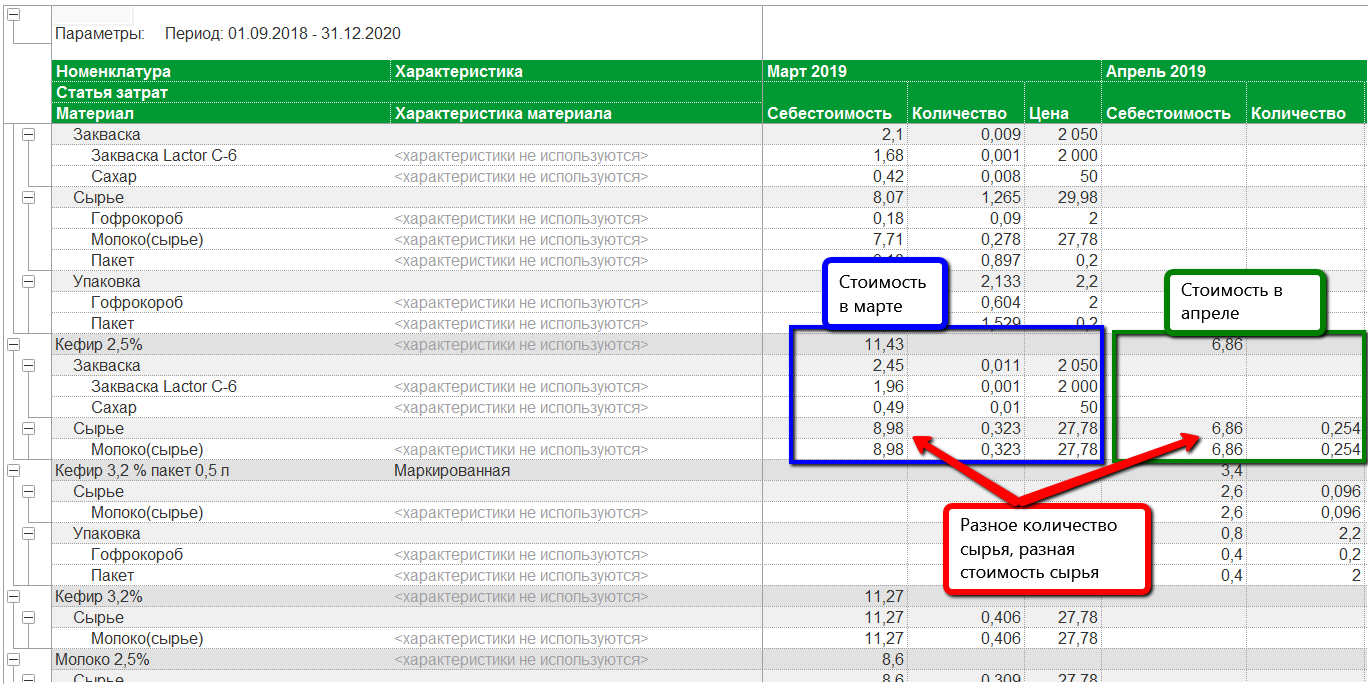 Параметры: Период: 01.09.2018 - 31.12.2020
Номенклатура Характеристика Март 2019 Апрель 2019
Статья затрат
Материал Характеристика материала Себестоимость Количество Цена Себестоимость Количество
Закваска 2,1 0,009 2 050
Закваска Lactor C-6 <характеристики не используются> 1,68 0,001 2 000
Сахар <характеристики не используются> 0,42 0,008 50
Сырье 8,07 1,265 29,98
Гофрокороб <характеристики не используются> 0,18 0,09 2
Молоко(сырье) <характеристики не используются> 7,71 0,278 27,78
Пакет <характеристики не используются> 0,897 0,2
Упаковка 2,133 2,2
Гофрокороб <характеристики не используются> 0,604 2
Пакет <характеристики не используются> 1,529 0,2
Стоимость
в марте
Стоимость в
апреле
Кефир 2,5% <характеристики не используются> 11,43 6,86
Закваска 2,45 0,011 2 050
Закваска Lactor C-6 <характеристики не используются> 1,96 0,001 2 000
Сахар <характеристики не используются> 0,49 0,01 50
Сырье 8,98 0,323 27,78 6,86 0,254
Молоко(сырье) <характеристики не используются> 8,98 0,323 27,78 6,86 0,254
Кефир 3,2 % пакет 0,5 л Маркированная 3,4
Сырье 2,6 0,096
Молоко(сырье) <характеристики не используются> 2,6 0,096
Упаковка 0,8 2,2
Гофрокороб <характеристики не используются> 0,4 0,2
Пакет <характеристики не используются> 0,4 2
Разное количество
сырья, разная
стоимость сырья
Кефир 3,2% <характеристики не используются> 11,27
Сырье 11,27 0,406 27,78
Молоко(сырье) <характеристики не используются> 11,27 0,406 27,78
Молоко 2,5% <характеристики не используются> 8,6
Сырье 8,6 0,309 27,78